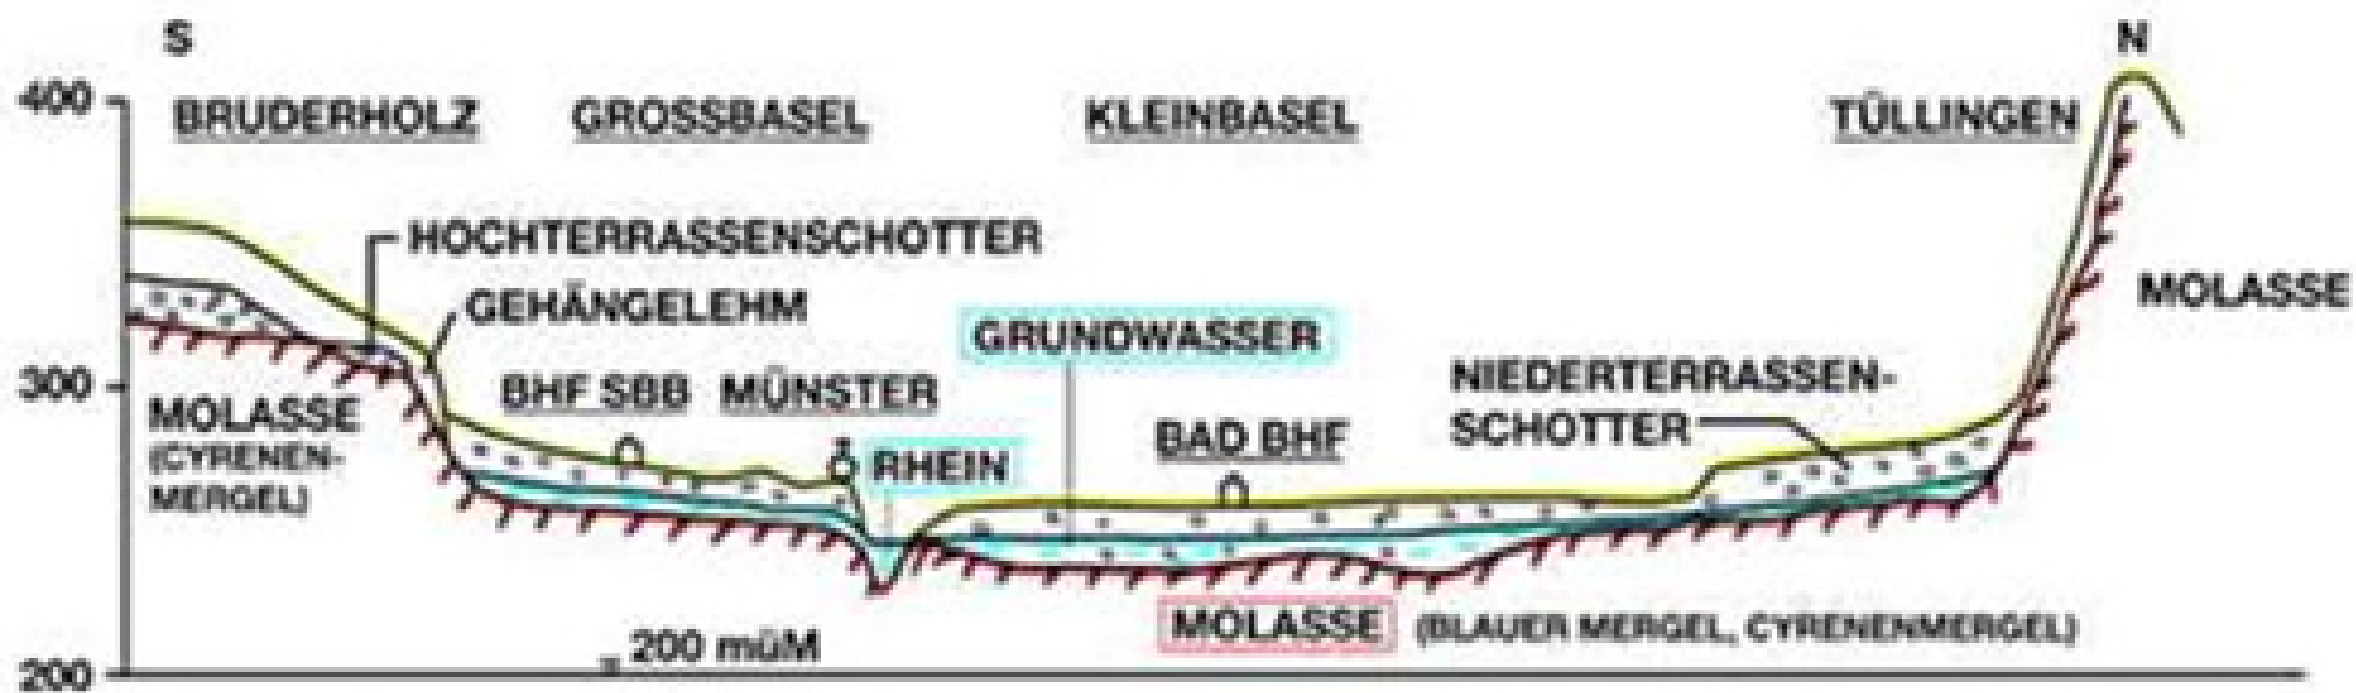 S
N
400
BRUDERHOLZ
GROSSBASEL
KLEINBASEL
TÜLLINGEN
HOCHTERRASSENSCHOTTER
GEHÄNGELEHM
GRUNDWASSER
MOLASSE
300
BHF SBB
MÜNSTER
NIEDERTERRASSEN-
SCHOTTER
MOLASSE
(CYRENEN-
MERGEL)
RHEIN
BAD BHF
MOLASSE
(BLAUER MERGEL, CYRENENMERGEL)
200 müM
200